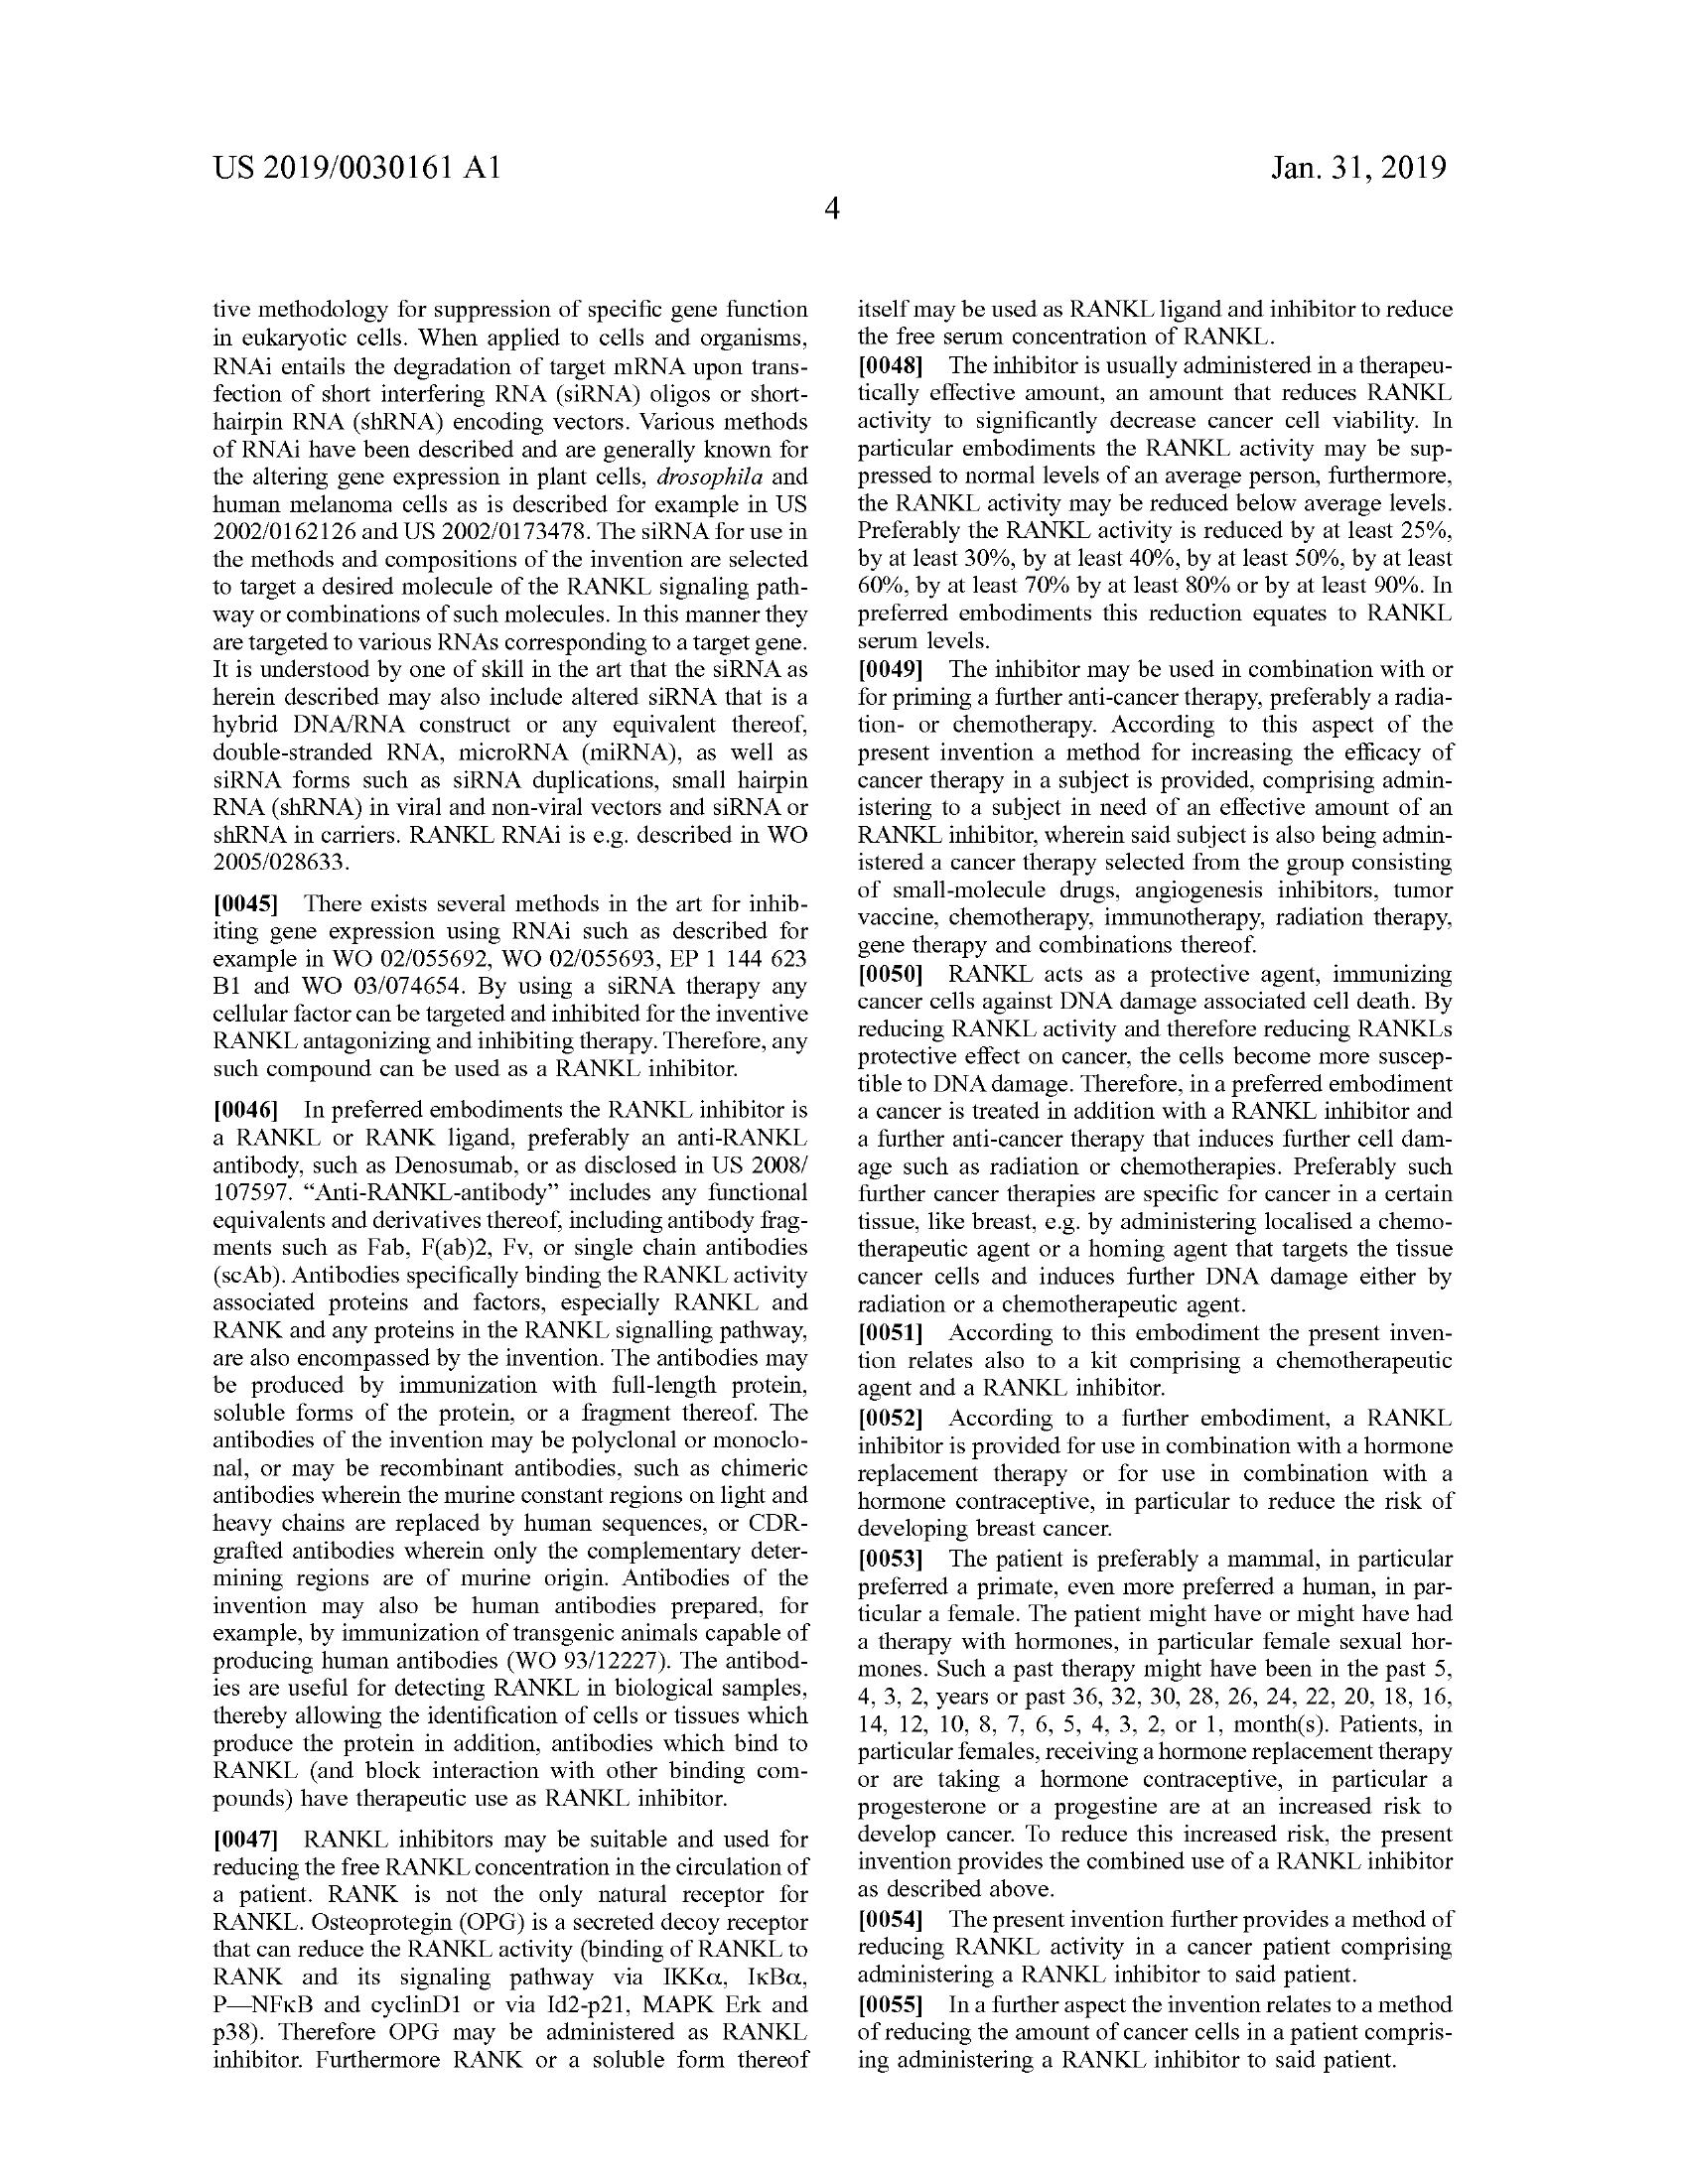 US 2019/0030161 A1
Jan. 31, 2019
4
tive methodology for suppression of specific gene function
in eukaryotic cells. When applied to cells and organisms,
RNAi entails the degradation of target mRNA upon trans-
fection of short interfering RNA (siRNA) oligos or short-
hairpin RNA (shRNA) encoding vectors. Various methods
of RNAi have been described and are generally known for
the altering gene expression in plant cells, drosophila and
human melanoma cells as is described for example in US
2002/0162126 and US 2002/0173478. The siRNA for use in
the methods and compositions of the invention are selected
to target a desired molecule of the RANKL signaling path-
way or combinations of such molecules. In this manner they
are targeted to various RNAs corresponding to a target gene.
It is understood by one of skill in the art that the siRNA as
herein described may also include altered siRNA that is a
hybrid DNA/RNA construct or any equivalent thereof,
double-stranded RNA, microRNA (miRNA), as well as
siRNA forms such as siRNA duplications, small hairpin
RNA (shRNA) in viral and non-viral vectors and siRNA or
shRNA in carriers. RANKL RNAi is e.g. described in WO
2005/028633.
[0045] There exists several methods in the art for inhib-
iting gene expression using RNAi such as described for
example in WO 02/055692, WO 02/055693, EP 1 144 623
B1 and WO 03/074654. By using a siRNA therapy any
cellular factor can be targeted and inhibited for the inventive
RANKL antagonizing and inhibiting therapy. Therefore, any
such compound can be used as a RANKL inhibitor.
[0046] In preferred embodiments the RANKL inhibitor is
a RANKL or RANK ligand, preferably an anti-RANKL
antibody, such as Denosumab, or as disclosed in US 2008/
107597. “Anti-RANKL-antibody” includes any functional
equivalents and derivatives thereof, including antibody frag-
ments such as Fab, F(ab)2, Fv, or single chain antibodies
(scAb). Antibodies specifically binding the RANKL activity
associated proteins and factors, especially RANKL and
RANK and any proteins in the RANKL signalling pathway,
are also encompassed by the invention. The antibodies may
be produced by immunization with full-length protein,
soluble forms of the protein, or a fragment thereof. The
antibodies of the invention may be polyclonal or monoclo-
nal, or may be recombinant antibodies, such as chimeric
antibodies wherein the murine constant regions on light and
heavy chains are replaced by human sequences, or CDR-
grafted antibodies wherein only the complementary deter-
mining regions are of murine origin. Antibodies of the
invention may also be human antibodies prepared, for
example, by immunization of transgenic animals capable of
producing human antibodies (WO 93/12227). The antibod-
ies are useful for detecting RANKL in biological samples,
thereby allowing the identification of cells or tissues which
produce the protein in addition, antibodies which bind to
RANKL (and block interaction with other binding com-
pounds) have therapeutic use as RANKL inhibitor.
[0047] RANKL inhibitors may be suitable and used for
reducing the free RANKL concentration in the circulation of
a patient. RANK is not the only natural receptor for
RANKL. Osteoprotegin (OPG) is a secreted decoy receptor
that can reduce the RANKL activity (binding of RANKL to
RANK and its signaling pathway via IKKα, IκBα,
P—NFκB and cyclinD1 or via Id2-p21, MAPK Erk and
p38). Therefore OPG may be administered as RANKL
inhibitor. Furthermore RANK or a soluble form thereof
itself may be used as RANKL ligand and inhibitor to reduce
the free serum concentration of RANKL.
[0048] The inhibitor is usually administered in a therapeu-
tically effective amount, an amount that reduces RANKL
activity to significantly decrease cancer cell viability. In
particular embodiments the RANKL activity may be sup-
pressed to normal levels of an average person, furthermore,
the RANKL activity may be reduced below average levels.
Preferably the RANKL activity is reduced by at least 25%,
by at least 30%, by at least 40%, by at least 50%, by at least
60%, by at least 70% by at least 80% or by at least 90%. In
preferred embodiments this reduction equates to RANKL
serum levels.
[0049] The inhibitor may be used in combination with or
for priming a further anti-cancer therapy, preferably a radia-
tion- or chemotherapy. According to this aspect of the
present invention a method for increasing the efficacy of
cancer therapy in a subject is provided, comprising admin-
istering to a subject in need of an effective amount of an
RANKL inhibitor, wherein said subject is also being admin-
istered a cancer therapy selected from the group consisting
of small-molecule drugs, angiogenesis inhibitors, tumor
vaccine, chemotherapy, immunotherapy, radiation therapy,
gene therapy and combinations thereof.
[0050] RANKL acts as a protective agent, immunizing
cancer cells against DNA damage associated cell death. By
reducing RANKL activity and therefore reducing RANKLs
protective effect on cancer, the cells become more suscep-
tible to DNA damage. Therefore, in a preferred embodiment
a cancer is treated in addition with a RANKL inhibitor and
a further anti-cancer therapy that induces further cell dam-
age such as radiation or chemotherapies. Preferably such
further cancer therapies are specific for cancer in a certain
tissue, like breast, e.g. by administering localised a chemo-
therapeutic agent or a homing agent that targets the tissue
cancer cells and induces further DNA damage either by
radiation or a chemotherapeutic agent.
[0051] According to this embodiment the present inven-
tion relates also to a kit comprising a chemotherapeutic
agent and a RANKL inhibitor.
[0052] According to a further embodiment, a RANKL
inhibitor is provided for use in combination with a hormone
replacement therapy or for use in combination with a
hormone contraceptive, in particular to reduce the risk of
developing breast cancer.
[0053] The patient is preferably a mammal, in particular
preferred a primate, even more preferred a human, in par-
ticular a female. The patient might have or might have had
a therapy with hormones, in particular female sexual hor-
mones. Such a past therapy might have been in the past 5,
4, 3, 2, years or past 36, 32, 30, 28, 26, 24, 22, 20, 18, 16,
14, 12, 10, 8, 7, 6, 5, 4, 3, 2, or 1, month(s). Patients, in
particular females, receiving a hormone replacement therapy
or are taking a hormone contraceptive, in particular a
progesterone or a progestine are at an increased risk to
develop cancer. To reduce this increased risk, the present
invention provides the combined use of a RANKL inhibitor
as described above.
[0054] The present invention further provides a method of
reducing RANKL activity in a cancer patient comprising
administering a RANKL inhibitor to said patient.
[0055] In a further aspect the invention relates to a method
of reducing the amount of cancer cells in a patient compris-
ing administering a RANKL inhibitor to said patient.